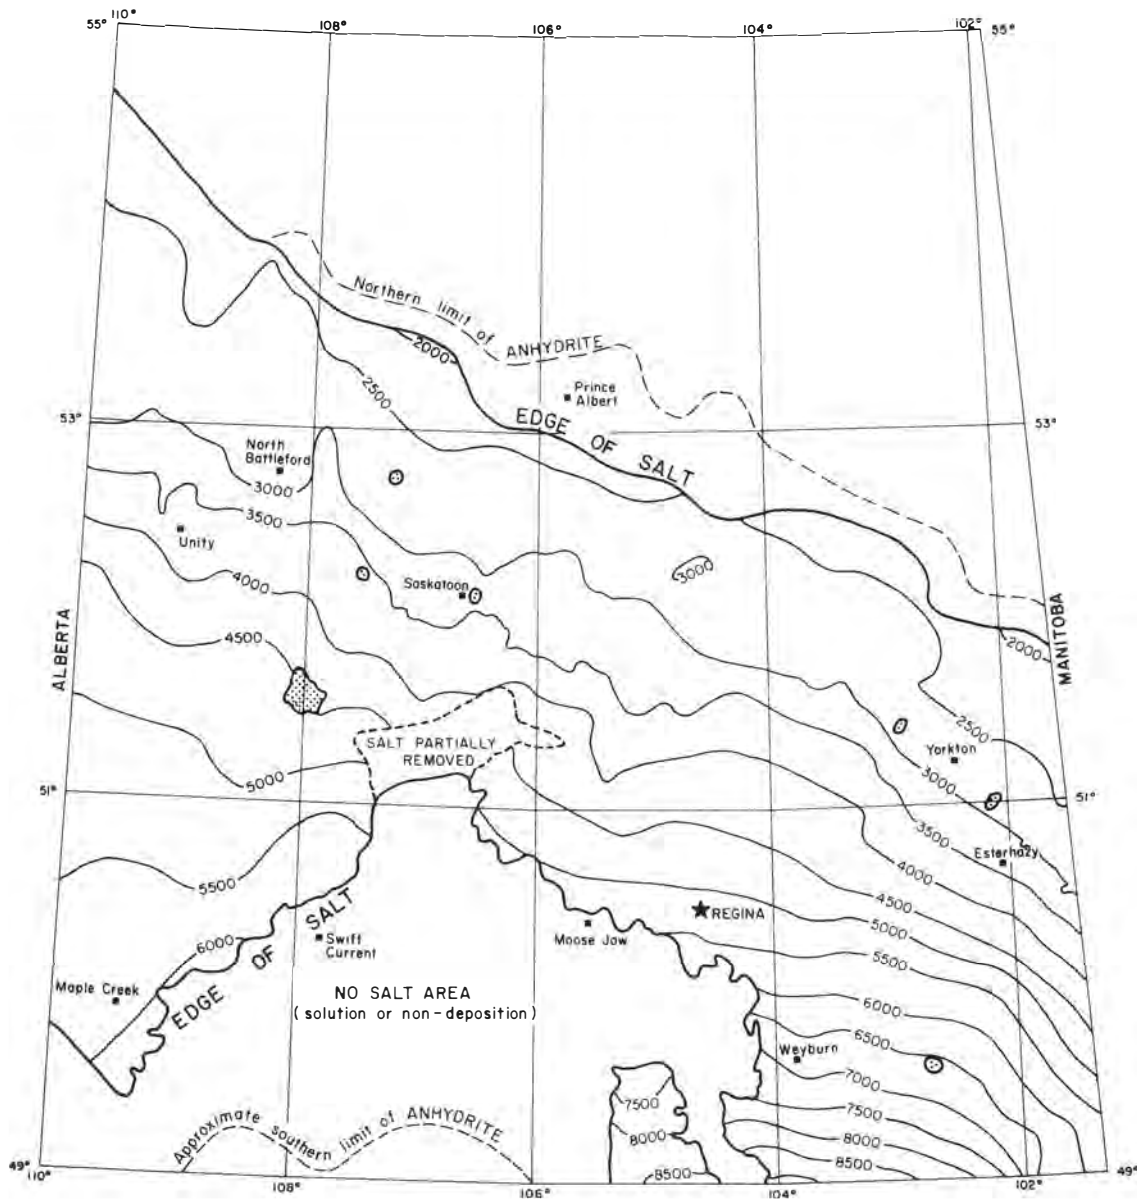 110°
55°
108°
106°
104°
102°
55°
Northern limit of ANHYDRITE
2000
Prince
Albert
2500
EDGE OF SALT
53°
53°
North
Battleford
3000
3500
Unity
4000
Saskatoon
3000
4500
ALBERTA
MANITOBA
2000
2500
SALT PARTIALLY
REMOVED
Yorkton
5000
3000
51°
51°
3500
Esterhazy
4000
5500
4500
REGINA
5000
Moose Jaw
EDGE OF SALT
6000
Swift
Current
5500
Maple Creek
NO SALT AREA
(solution or non-deposition)
6000
6500
Weyburn
7000
7500
7500
8000
8000
Approximate southern limit of ANHYDRITE
8500
8500
49°
110°
108°
106°
104°
102°
49°